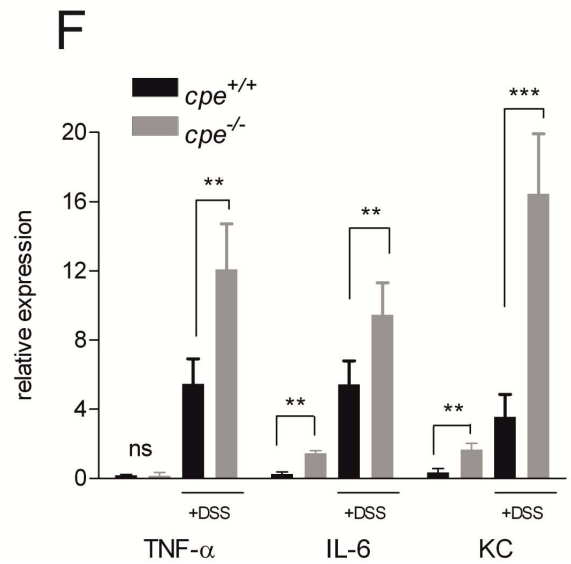 F
cpe+/+
cpe-/-
***
20
**
16
**
12
relative expression
8
4
**
**
ns
0
+DSS +DSS +DSS
TNF-α IL-6 KC